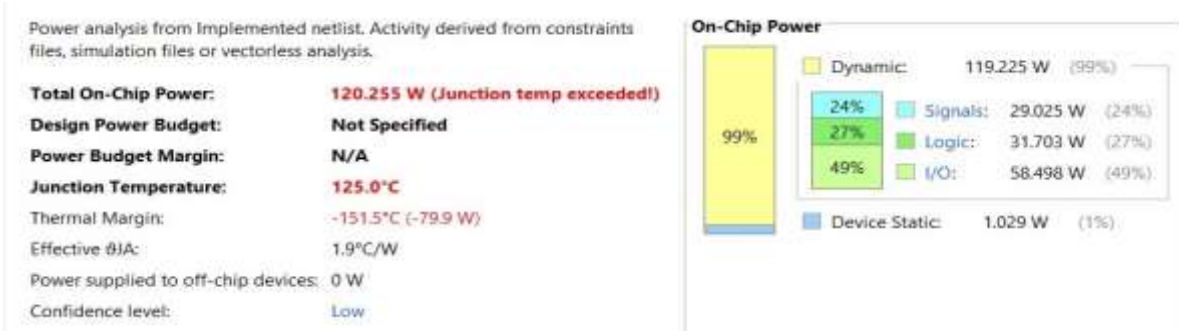 Power analysis from Implemented netlist. Activity derived from constraints
files, simulation files or vectorless analysis.
Total On-Chip Power: 120.255 W (Junction temp exceeded!)
Design Power Budget: Not Specified
Power Budget Margin: N/A
Junction Temperature: 125.0°C
Thermal Margin: -151.5°C (-79.9 W)
Effective θJA: 1.9°C/W
Power supplied to off-chip devices: 0 W
Confidence level: Low
On-Chip Power
Dynamic: 119.225 W (99%)
24% Signals: 29.025 W (24%)
99% 27% Logic: 31.703 W (27%)
49% I/O: 58.498 W (49%)
Device Static: 1.029 W (1%)